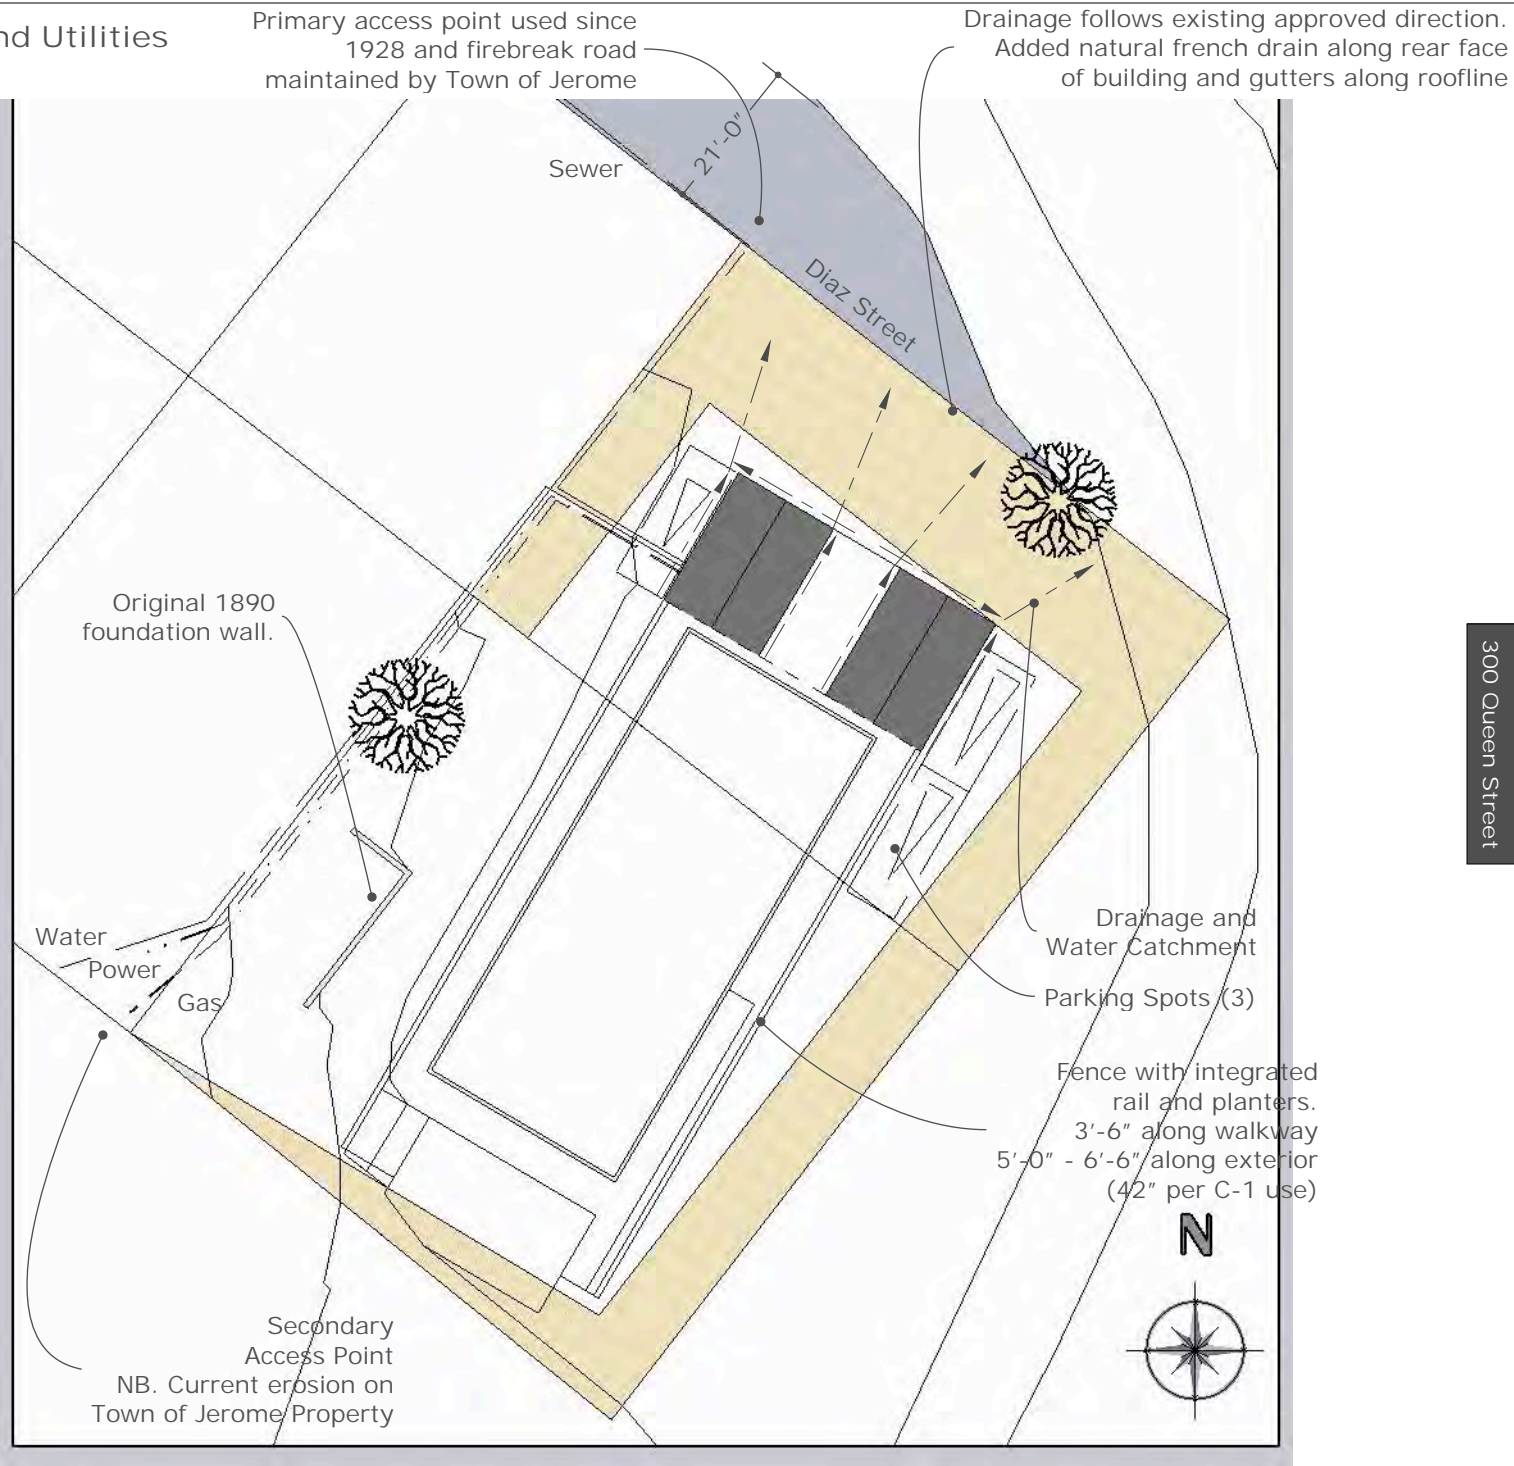 nd Utilities
Primary access point used since
1928 and firebreak road
maintained by Town of Jerome
Drainage follows existing approved direction.
Added natural french drain along rear face
of building and gutters along roofline
21'-0"
Sewer
Diaz Street
Original 1890
foundation wall.
300 Queen Street
Water
Power
Gas
Drainage and
Water Catchment
Parking Spots (3)
Fence with integrated
rail and planters.
3'-6" along walkway
5'-0" - 6'-6" along exterior
(42" per C-1 use)
N
Secondary
Access Point
NB. Current erosion on
Town of Jerome Property